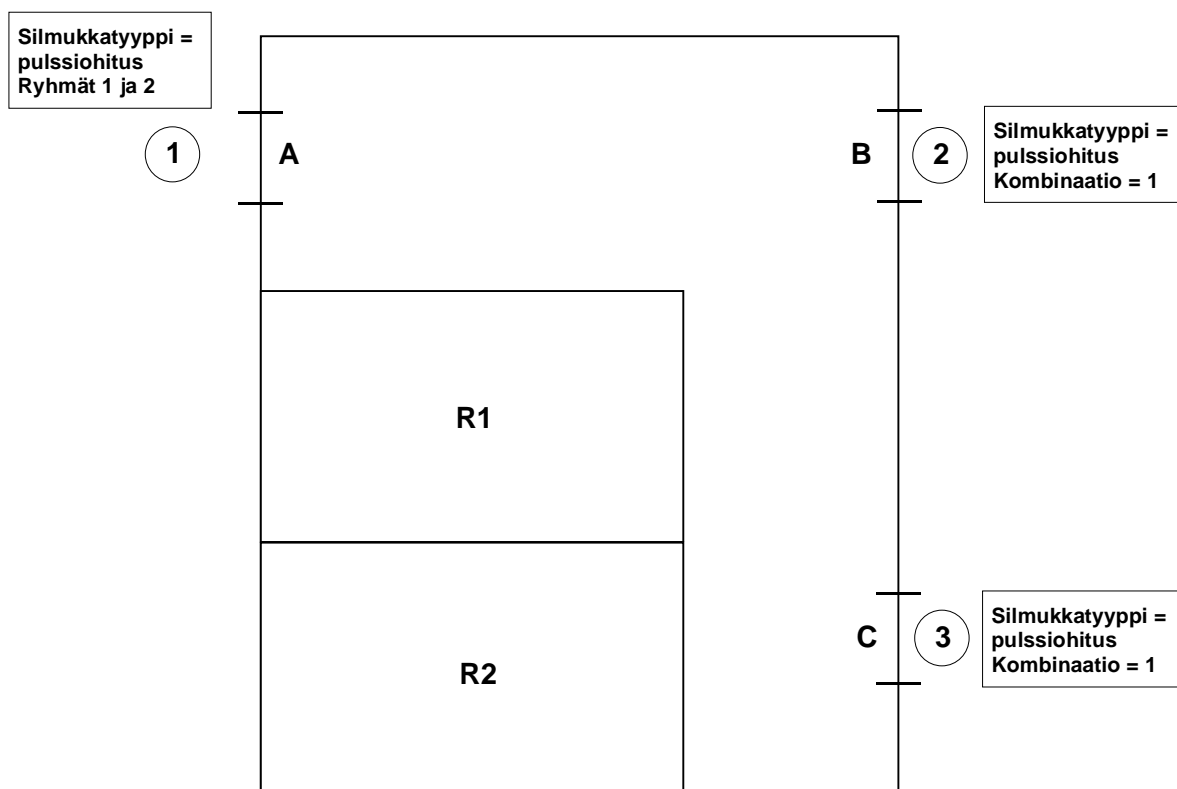 Silmukkatyyppi =
pulssiohitus
Ryhmät 1 ja 2
1
A
B
2
Silmukkatyyppi =
pulssiohitus
Kombinaatio = 1
R1
C
3
Silmukkatyyppi =
pulssiohitus
Kombinaatio = 1
R2